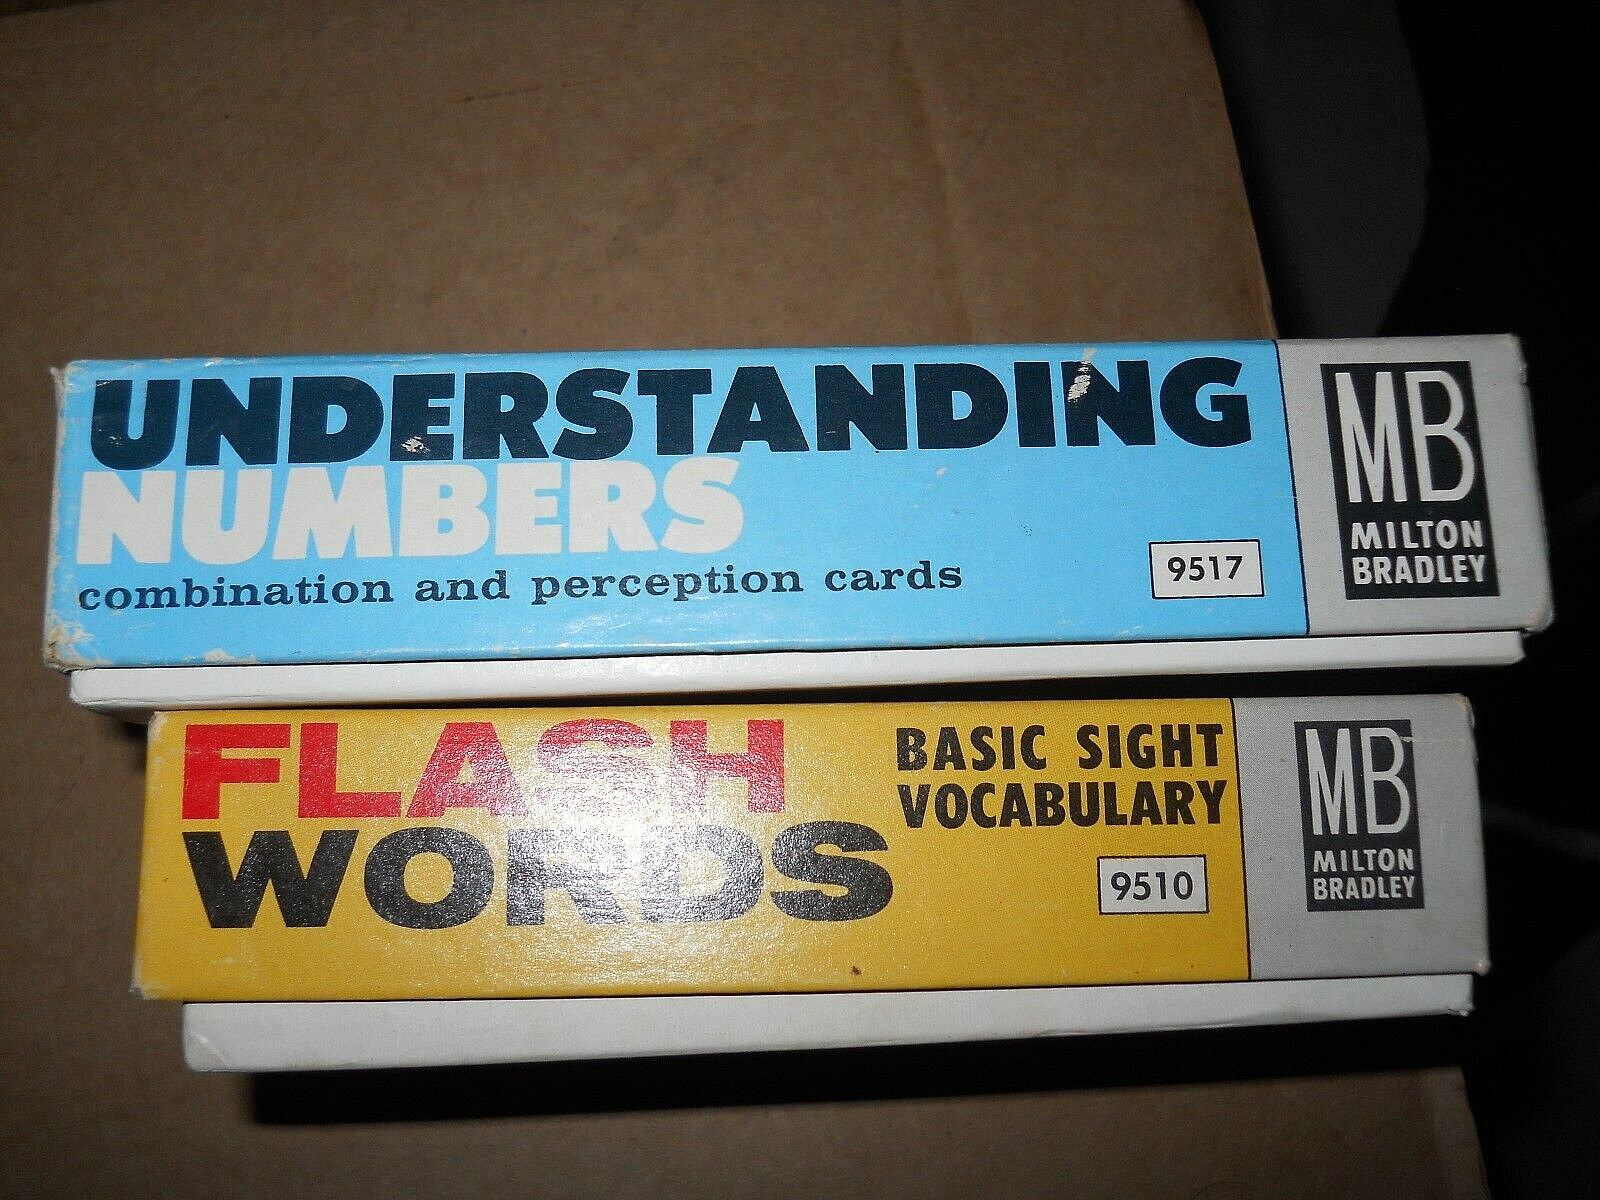 UNDERSTANDING
NUMBERS
combination and perception cards
9517
MB
MILTON
BRADLEY
FLASH
WORDS
BASIC SIGHT
VOCABULARY
9510
MB
MILTON
BRADLEY